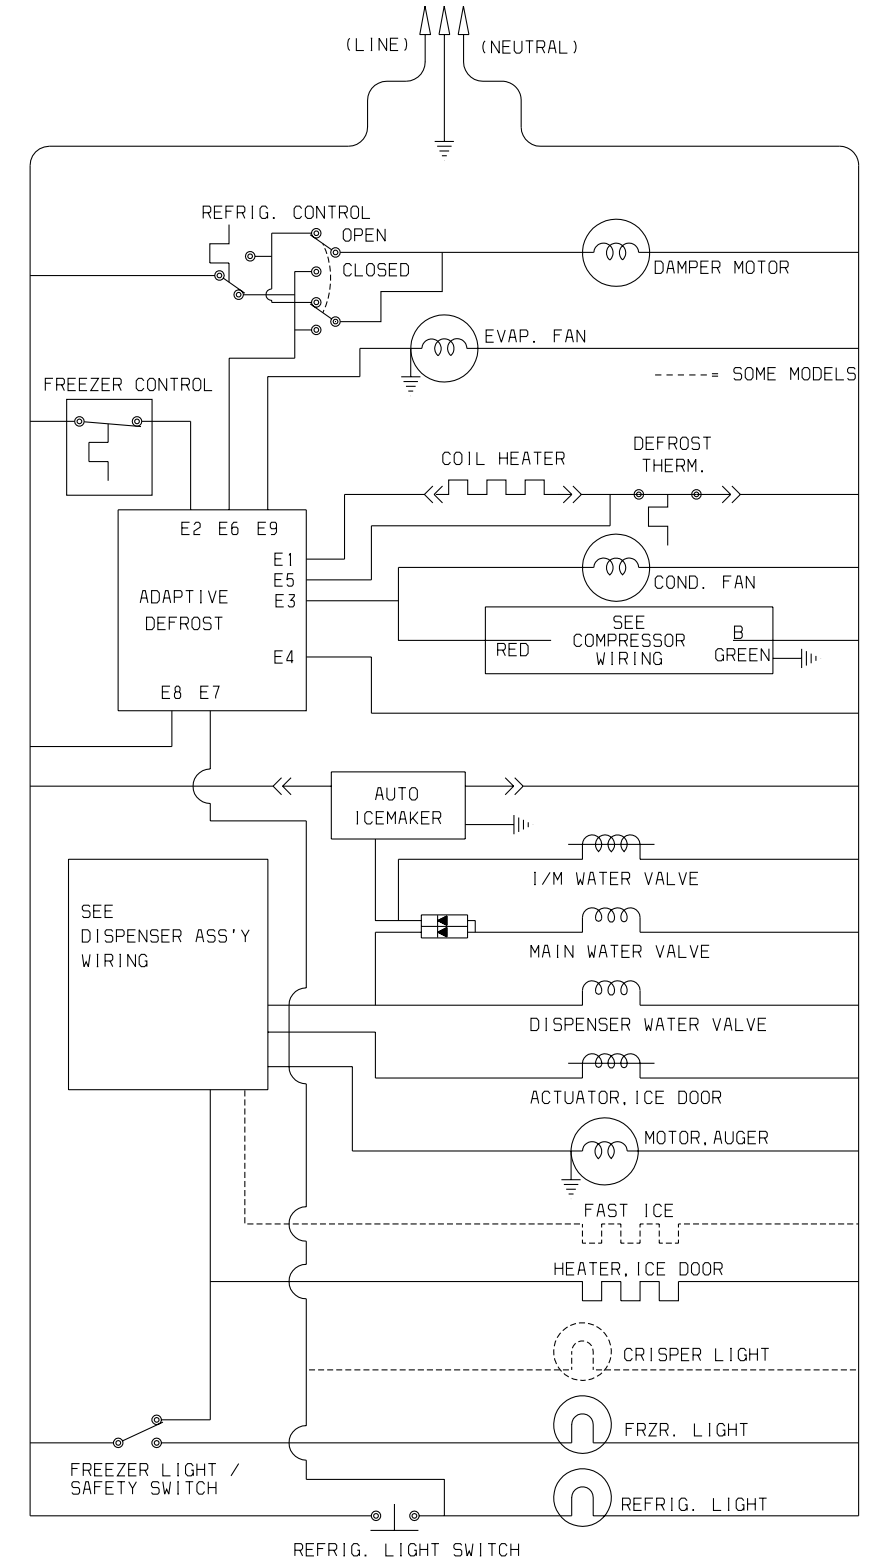 (LINE)
(NEUTRAL)
REFRIG. CONTROL
OPEN
CLOSED
DAMPER MOTOR
EVAP. FAN
-----= SOME MODELS
FREEZER CONTROL
COIL HEATER
DEFROST
THERM.
E2 E6 E9
E1
E5
E3
E4
ADAPTIVE
DEFROST
E8 E7
COND. FAN
SEE
COMPRESSOR
WIRING
RED
B
GREEN
AUTO
ICEMAKER
I/M WATER VALVE
SEE
DISPENSER ASS'Y
WIRING
MAIN WATER VALVE
DISPENSER WATER VALVE
ACTUATOR, ICE DOOR
MOTOR, AUGER
FAST ICE
HEATER, ICE DOOR
CRISPER LIGHT
FRZR. LIGHT
FREEZER LIGHT /
SAFETY SWITCH
REFRIG. LIGHT
REFRIG. LIGHT SWITCH